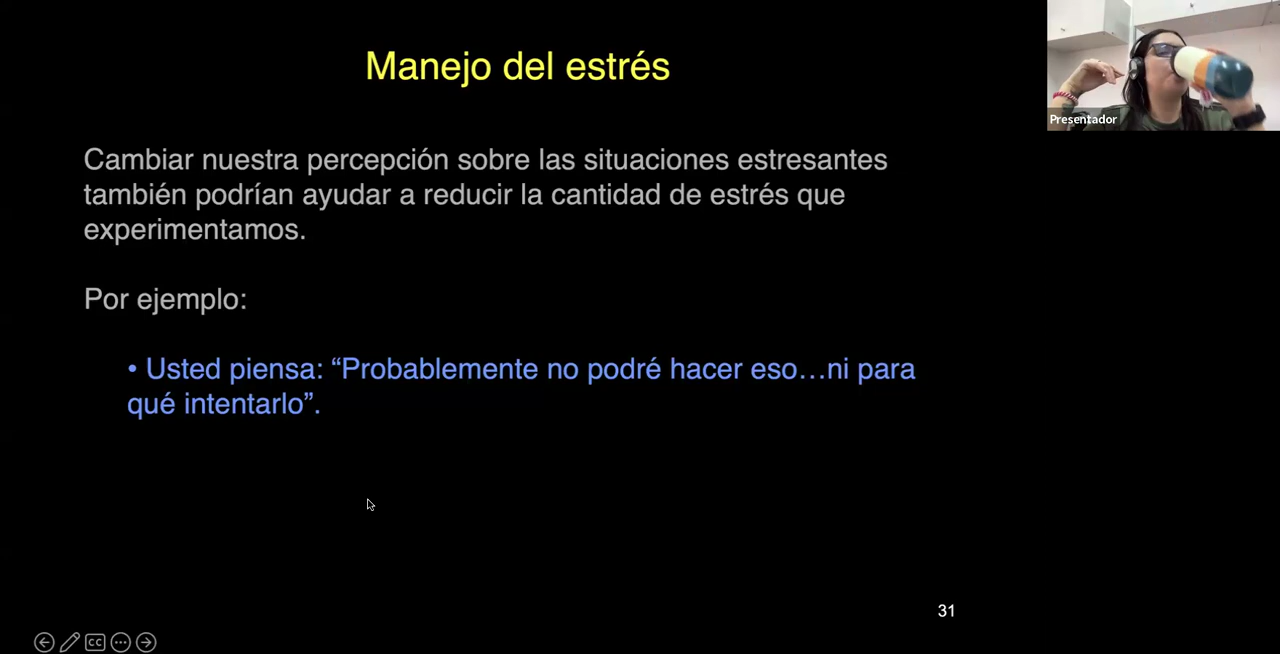 Manejo del estrés
Presentador
Cambiar nuestra percepción sobre las situaciones estresantes
también podrían ayudar a reducir la cantidad de estrés que
experimentamos.
Por ejemplo:
• Usted piensa: “Probablemente no podré hacer eso…ni para
qué intentarlo”.
31
CC